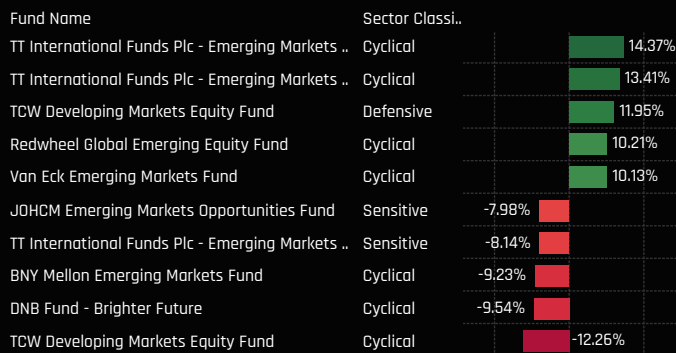 Fund Name Sector Classi..
TT International Funds Plc - Emerging Markets .. Cyclical 14.37%
TT International Funds Plc - Emerging Markets .. Cyclical 13.41%
TCW Developing Markets Equity Fund Defensive 11.95%
Redwheel Global Emerging Equity Fund Cyclical 10.21%
Van Eck Emerging Markets Fund Cyclical 10.13%
JOHCM Emerging Markets Opportunities Fund Sensitive -7.98%
TT International Funds Plc - Emerging Markets .. Sensitive -8.14%
BNY Mellon Emerging Markets Fund Cyclical -9.23%
DNB Fund - Brighter Future Cyclical -9.54%
TCW Developing Markets Equity Fund Cyclical -12.26%